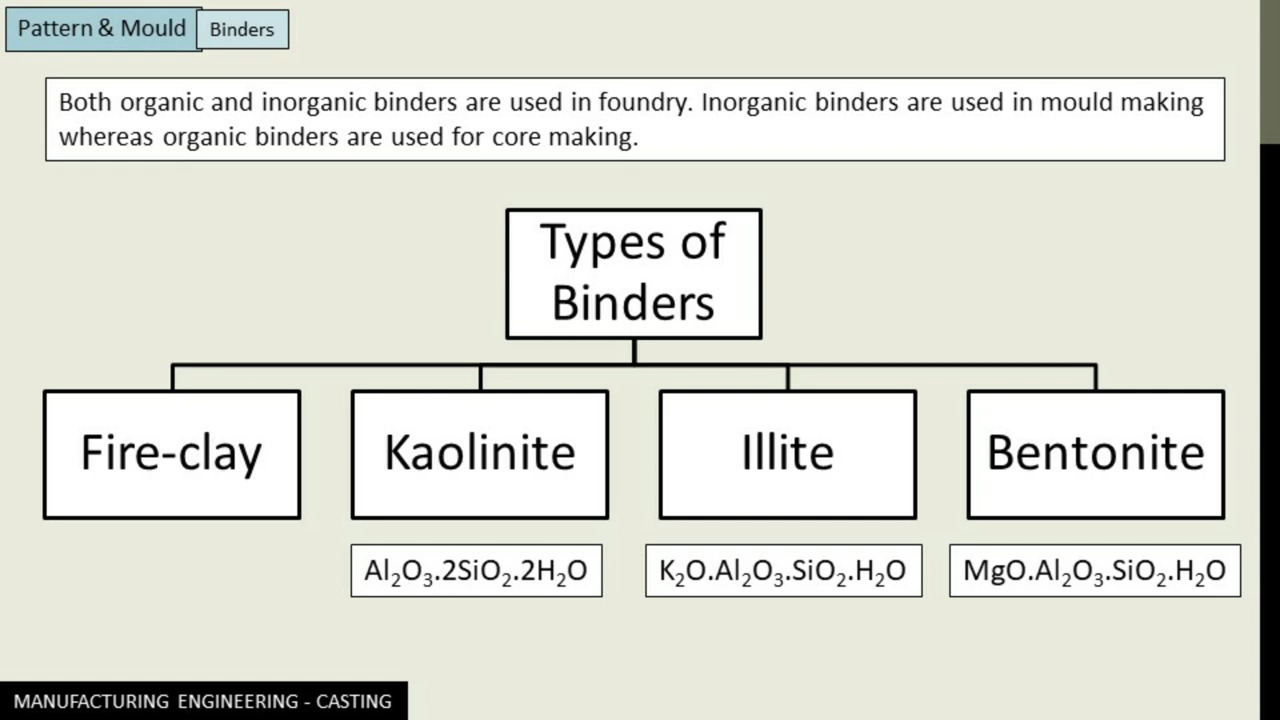 Pattern & Mould
Binders
Both organic and inorganic binders are used in foundry. Inorganic binders are used in mould making
whereas organic binders are used for core making.
Types of
Binders
Fire-clay
Kaolinite
Illite
Bentonite
Al₂O₃.2SiO₂.2H₂O
K₂O.Al₂O₃.SiO₂.H₂O
MgO.Al₂O₃.SiO₂.H₂O
MANUFACTURING ENGINEERING - CASTING